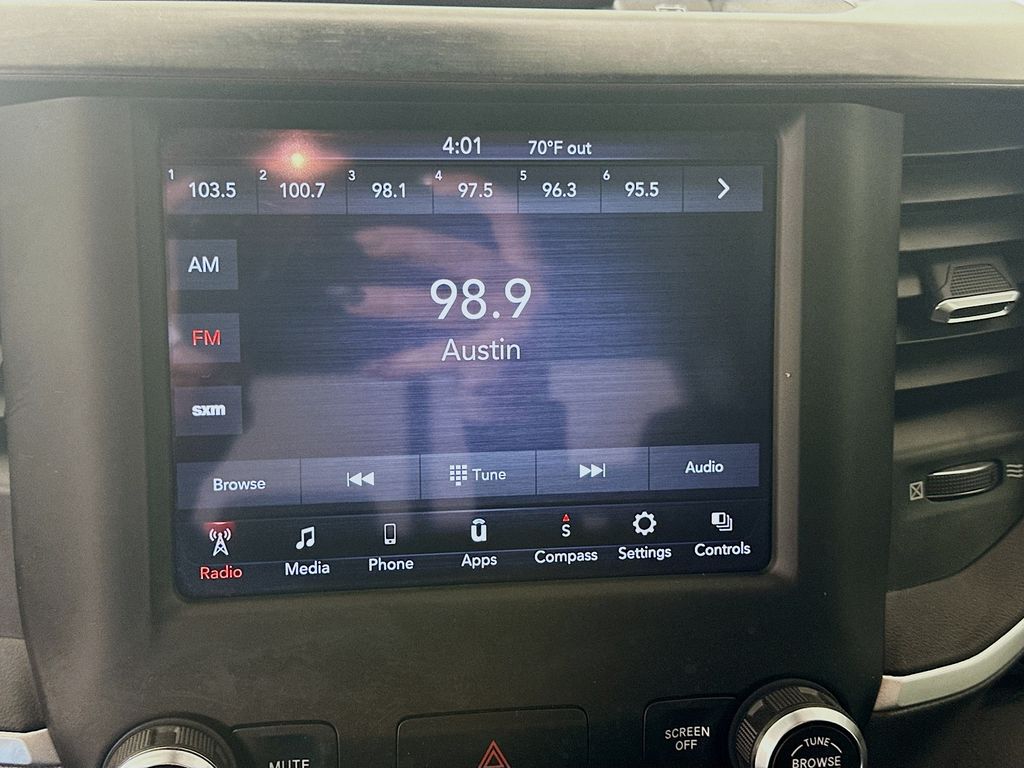 4:01 70°F out
1 103.5 2 100.7 3 98.1 4 97.5 5 96.3 6 95.5
AM
98.9
FM
Austin
sxm
Browse Tune Audio
S
Radio Media Phone Apps Compass Settings Controls
MUTE
SCREEN
OFF
TUNE
BROWSE